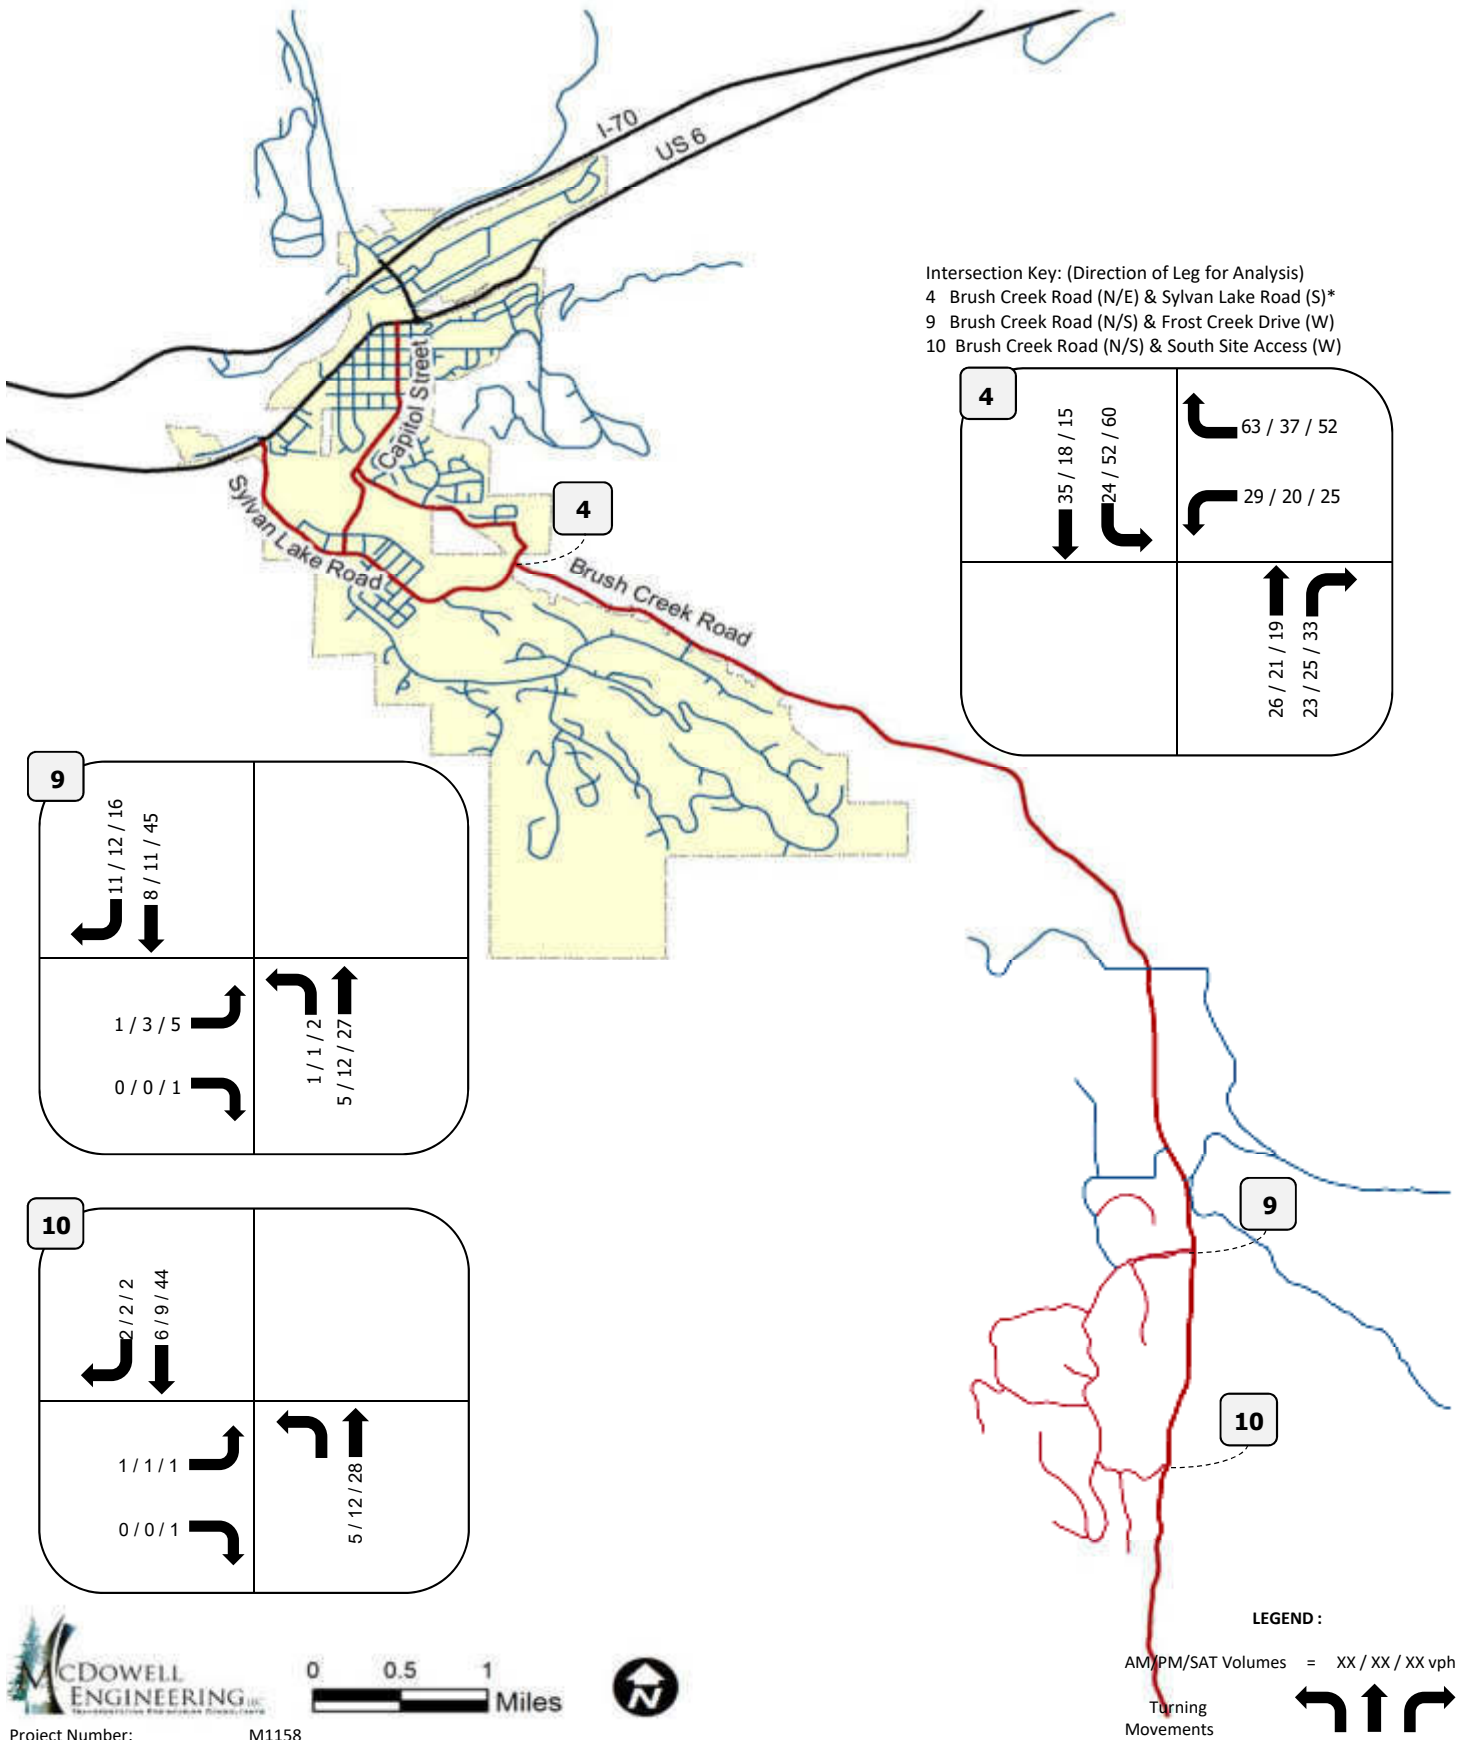 I-70
US 6
Intersection Key: (Direction of Leg for Analysis)
4 Brush Creek Road (N/E) & Sylvan Lake Road (S)*
9 Brush Creek Road (N/S) & Frost Creek Drive (W)
10 Brush Creek Road (N/S) & South Site Access (W)
Capitol Street
Sylvan Lake Road
Brush Creek Road
4
4
35 / 18 / 15
24 / 52 / 60
63 / 37 / 52
29 / 20 / 25
26 / 21 / 19
23 / 25 / 33
9
11 / 12 / 16
8 / 11 / 45
1 / 3 / 5
0 / 0 / 1
1 / 1 / 2
5 / 12 / 27
9
10
10
2 / 2 / 2
6 / 9 / 44
1 / 1 / 1
0 / 0 / 1
5 / 12 / 28
MCDOWELL
ENGINEERING LLC
TRANSPORTATION ENGINEERING CONSULTANTS
0 0.5 1
Miles
N
LEGEND :
AM/PM/SAT Volumes = XX / XX / XX vph
Turning
Movements
Project Number: M1158